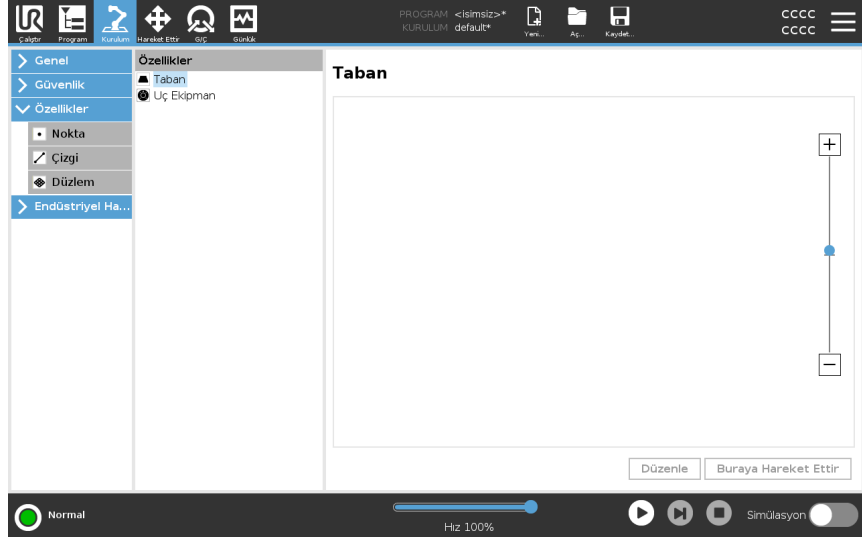 UR
Çalıştır
Program
Kurulum
Hareket Ettir
G/Ç
Günlük
PROGRAM <isimsiz>*
KURULUM default*
Yeni...
Aç...
Kaydet...
CCCC
CCCC
Genel
Güvenlik
Özellikler
Nokta
Çizgi
Düzlem
Endüstriyel Ha...
Özellikler
Taban
Uç Ekipman
Taban
Düzenle
Buraya Hareket Ettir
Normal
Hız 100%
Simülasyon